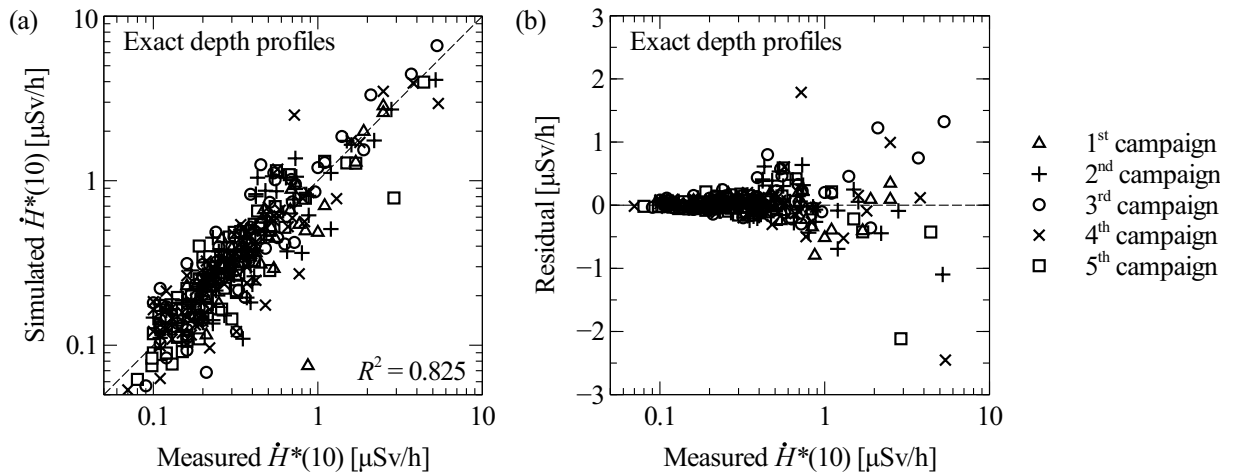 (a)
Exact depth profiles
Simulated Ḣ*(10) [μSv/h]
10
1
0.1
R² = 0.825
0.1
1
10
Measured Ḣ*(10) [μSv/h]
(b)
Exact depth profiles
Residual [μSv/h]
3
2
1
0
−1
−2
−3
0.1
1
10
Measured Ḣ*(10) [μSv/h]
1st campaign
2nd campaign
3rd campaign
4th campaign
5th campaign